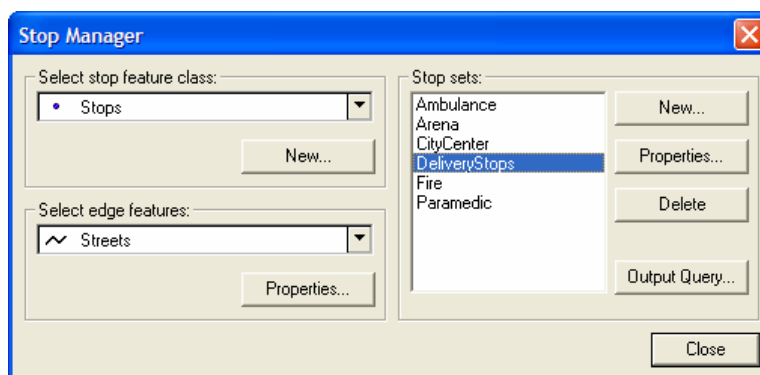 Stop Manager
Select stop feature class:
Stops
New...
Select edge features:
Streets
Properties...
Stop sets:
Ambulance
Arena
CityCenter
DeliveryStops
Fire
Paramedic
New...
Properties...
Delete
Output Query...
Close